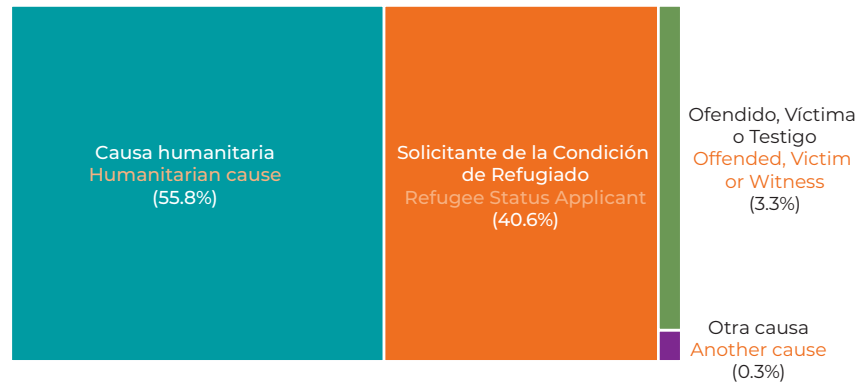 Causa humanitaria
Humanitarian cause
(55.8%)
Solicitante de la Condición
de Refugiado
Refugee Status Applicant
(40.6%)
Ofendido, Víctima
o Testigo
Offended, Victim
or Witness
(3.3%)
Otra causa
Another cause
(0.3%)